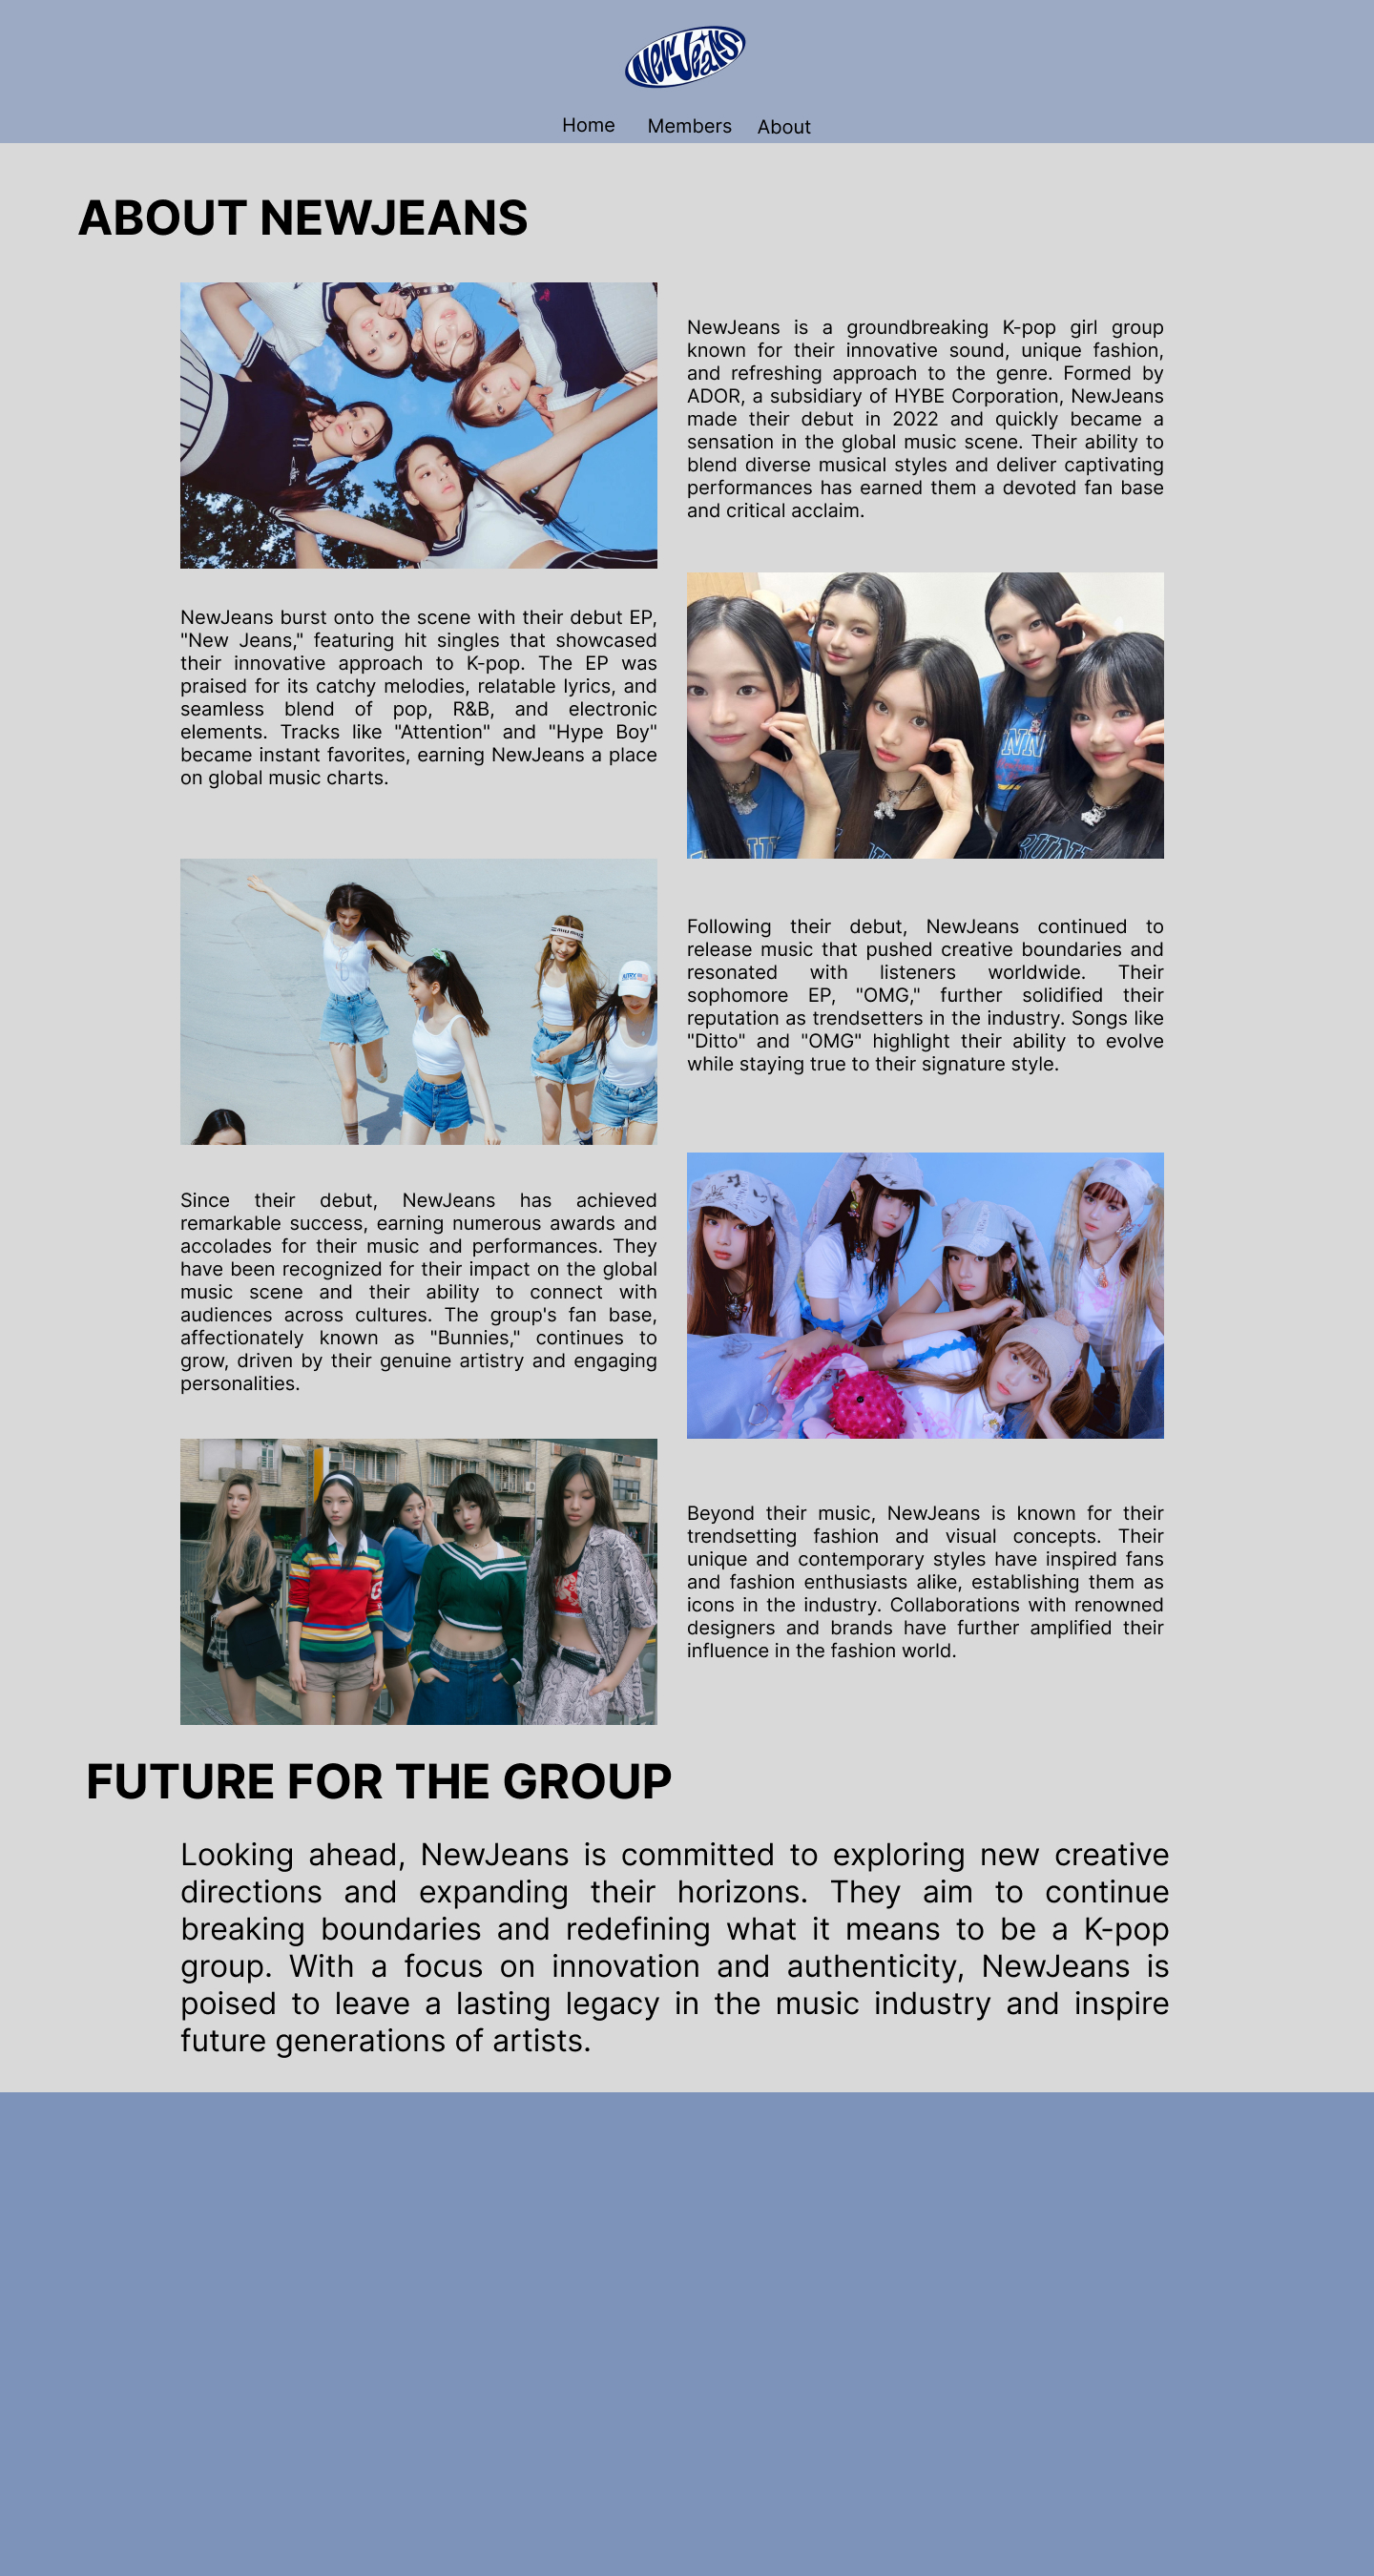 NewJeans
Home Members About
ABOUT NEWJEANS
NewJeans is a groundbreaking K-pop girl group
known for their innovative sound, unique fashion,
and refreshing approach to the genre. Formed by
ADOR, a subsidiary of HYBE Corporation, NewJeans
made their debut in 2022 and quickly became a
sensation in the global music scene. Their ability to
blend diverse musical styles and deliver captivating
performances has earned them a devoted fan base
and critical acclaim.
NewJeans burst onto the scene with their debut EP,
"New Jeans," featuring hit singles that showcased
their innovative approach to K-pop. The EP was
praised for its catchy melodies, relatable lyrics, and
seamless blend of pop, R&B, and electronic
elements. Tracks like "Attention" and "Hype Boy"
became instant favorites, earning NewJeans a place
on global music charts.
Following their debut, NewJeans continued to
release music that pushed creative boundaries and
resonated with listeners worldwide. Their
sophomore EP, "OMG," further solidified their
reputation as trendsetters in the industry. Songs like
"Ditto" and "OMG" highlight their ability to evolve
while staying true to their signature style.
Since their debut, NewJeans has achieved
remarkable success, earning numerous awards and
accolades for their music and performances. They
have been recognized for their impact on the global
music scene and their ability to connect with
audiences across cultures. The group's fan base,
affectionately known as "Bunnies," continues to
grow, driven by their genuine artistry and engaging
personalities.
Beyond their music, NewJeans is known for their
trendsetting fashion and visual concepts. Their
unique and contemporary styles have inspired fans
and fashion enthusiasts alike, establishing them as
icons in the industry. Collaborations with renowned
designers and brands have further amplified their
influence in the fashion world.
FUTURE FOR THE GROUP
Looking ahead, NewJeans is committed to exploring new creative
directions and expanding their horizons. They aim to continue
breaking boundaries and redefining what it means to be a K-pop
group. With a focus on innovation and authenticity, NewJeans is
poised to leave a lasting legacy in the music industry and inspire
future generations of artists.